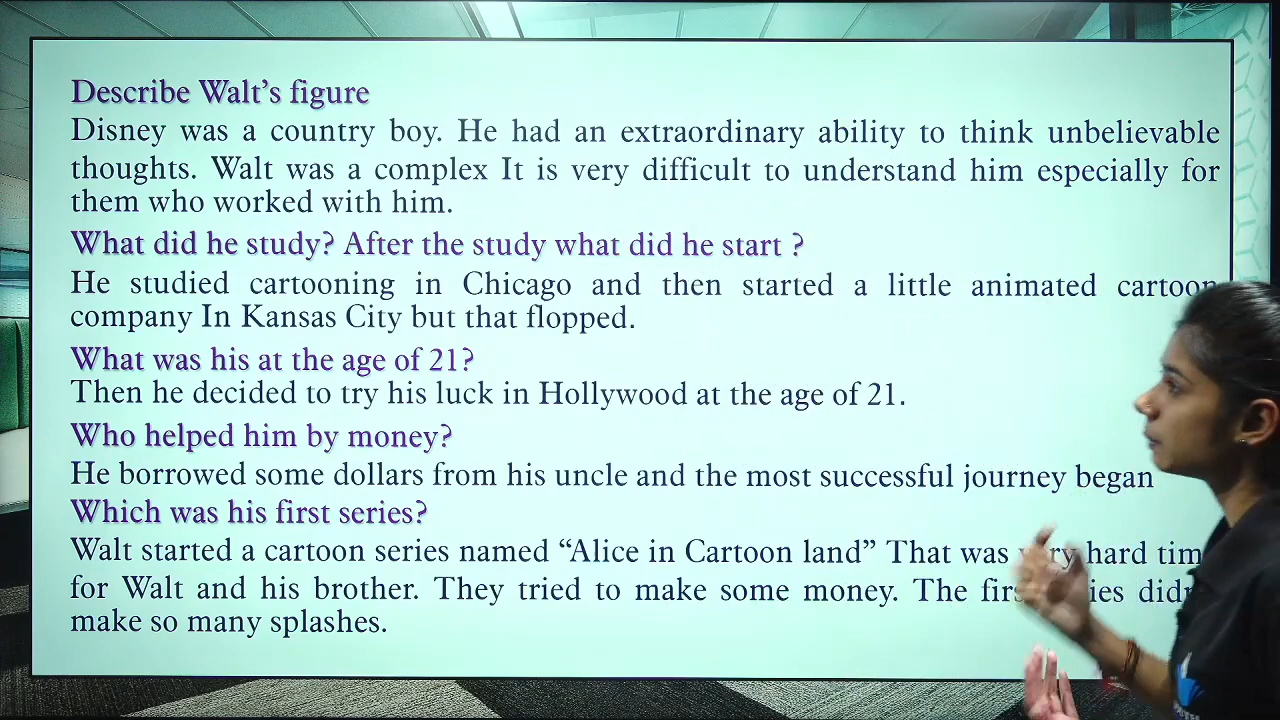 Describe Walt's figure
Disney was a country boy. He had an extraordinary ability to think unbelievable
thoughts. Walt was a complex It is very difficult to understand him especially for
them who worked with him.
What did he study? After the study what did he start ?
He studied cartooning in Chicago and then started a little animated cartoon
company In Kansas City but that flopped.
What was his at the age of 21?
Then he decided to try his luck in Hollywood at the age of 21.
Who helped him by money?
He borrowed some dollars from his uncle and the most successful journey began
Which was his first series?
Walt started a cartoon series named “Alice in Cartoon land” That was hard
for Walt and his brother. They tried to make some money. The
make so many splashes.